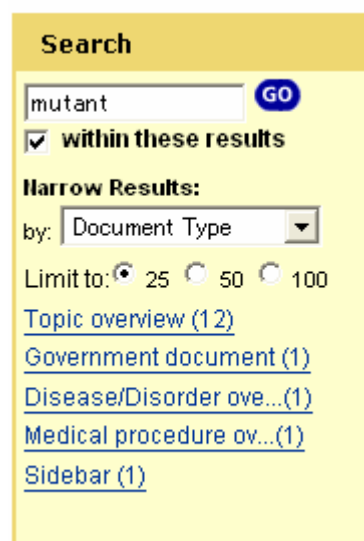 Search
mutant GO
within these results
Narrow Results:
by: Document Type
Limit to: 25 50 100
Topic overview (12)
Government document (1)
Disease/Disorder ove...(1)
Medical procedure ov...(1)
Sidebar (1)